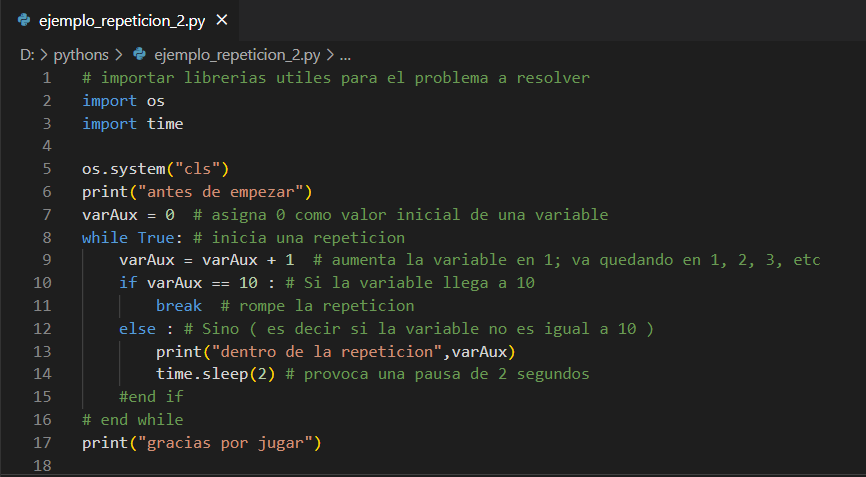 ejemplo_repeticion_2.py ×
D: > pythons > ejemplo_repeticion_2.py > ...
1 # importar librerias utiles para el problema a resolver
2 import os
3 import time
4
5 os.system("cls")
6 print("antes de empezar")
7 varAux = 0  # asigna 0 como valor inicial de una variable
8 while True: # inicia una repeticion
9     varAux = varAux + 1  # aumenta la variable en 1; va quedando en 1, 2, 3, etc
10     if varAux == 10 : # Si la variable llega a 10
11         break  # rompe la repeticion
12     else : # Sino ( es decir si la variable no es igual a 10 )
13         print("dentro de la repeticion",varAux)
14         time.sleep(2) # provoca una pausa de 2 segundos
15     #end if
16 # end while
17 print("gracias por jugar")
18